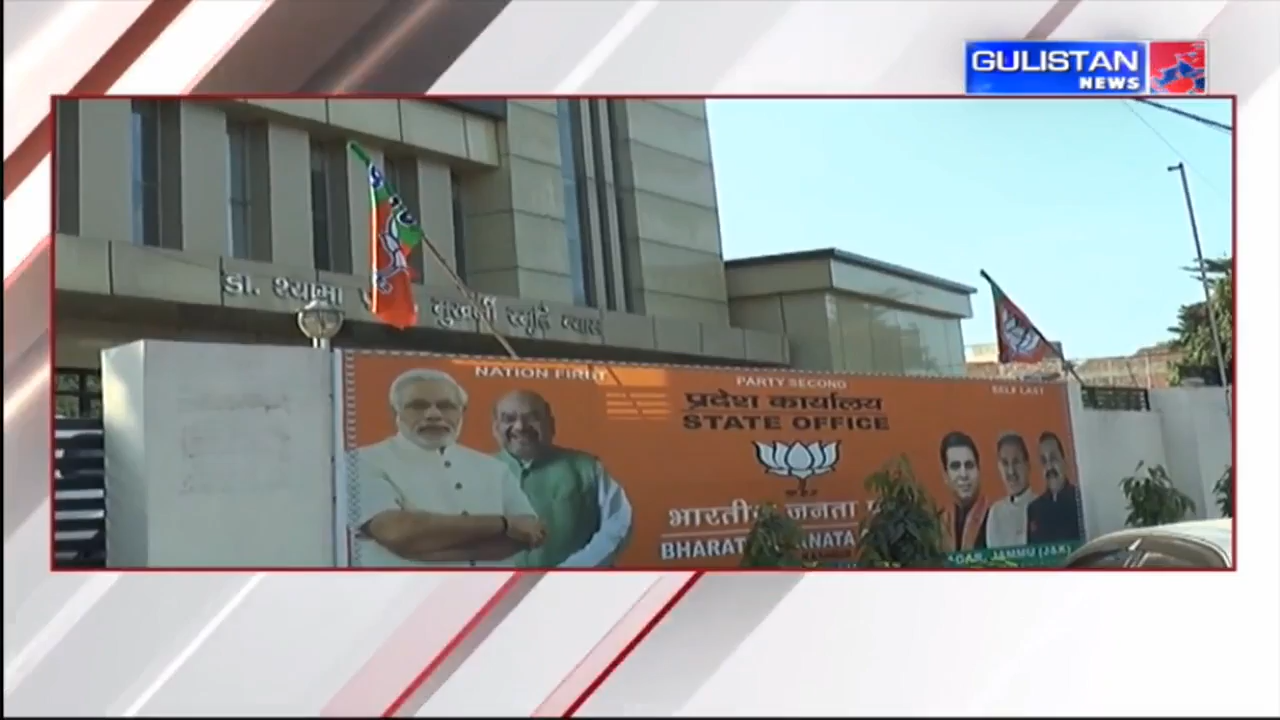 GULISTAN
NEWS
डा. श्यामा मुखर्जी स्मृति न्यास
NATION FIRST
PARTY SECOND
SELF LAST
प्रदेश कार्यालय
STATE OFFICE
भारतीय जनता
BHARAT JANATA
JAMMU (J&K)